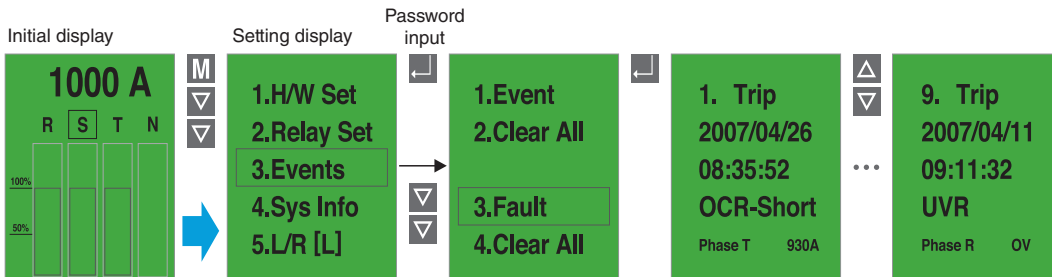 Initial display
1000 A
R S T N
100%
50%
M
Setting display
1.H/W Set
2.Relay Set
3.Events
4.Sys Info
5.L/R [L]
Password
input
1.Event
2.Clear All
3.Fault
4.Clear All
1. Trip
2007/04/26
08:35:52
OCR-Short
Phase T 930A
...
9. Trip
2007/04/11
09:11:32
UVR
Phase R OV